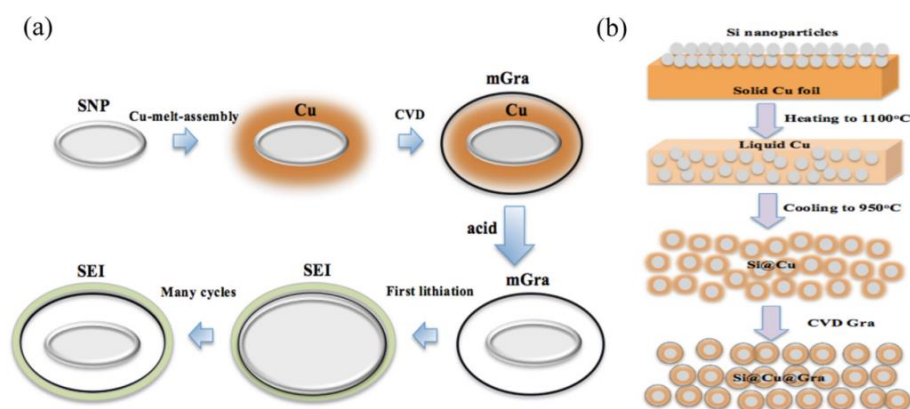 (a)
SNP
Cu-melt-assembly
Cu
CVD
mGra
Cu
acid
SEI
Many cycles
SEI
First lithiation
mGra
(b)
Si nanoparticles
Solid Cu foil
Heating to 1100°C
Liquid Cu
Cooling to 950°C
Si@Cu
CVD Gra
Si@Cu@Gra